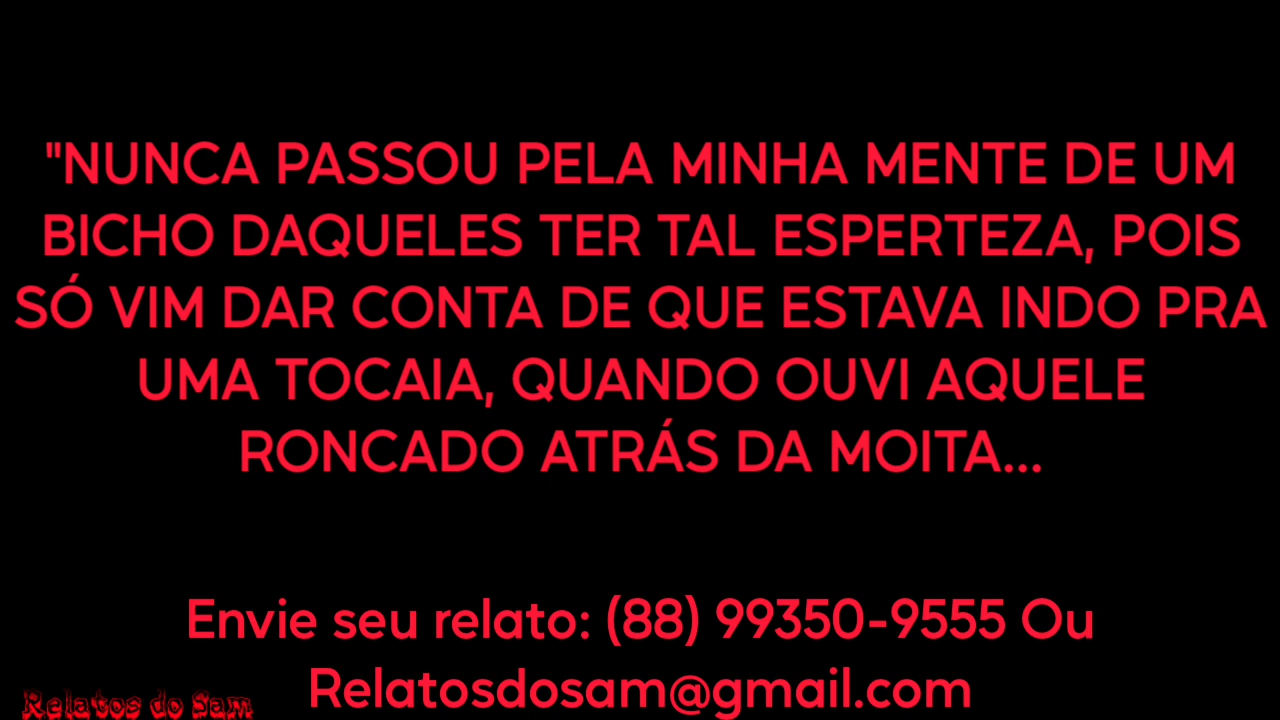 "NUNCA PASSOU PELA MINHA MENTE DE UM
BICHO DAQUELES TER TAL ESPERTEZA, POIS
SÓ VIM DAR CONTA DE QUE ESTAVA INDO PRA
UMA TOCAIA, QUANDO OUVI AQUELE
RONCADO ATRÁS DA MOITA...
Envie seu relato: (88) 99350-9555 Ou
Relatosdosam@gmail.com
Relatos do Sam